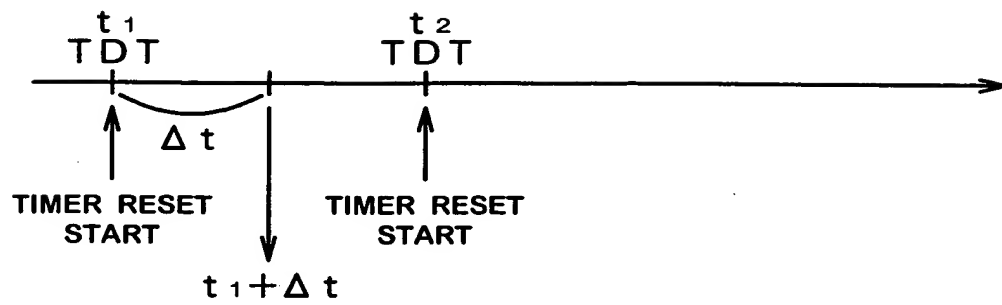 t1
TDT
t2
TDT
Δt
TIMER RESET
START
TIMER RESET
START
t1+Δt